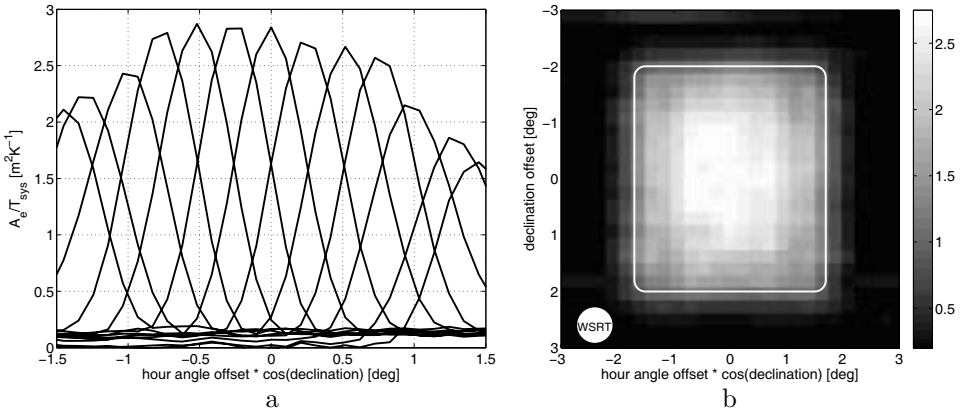 3
2.5
2
1.5
1
0.5
0
A_e/T_sys [m²K⁻¹]
−1.5 −1 −0.5 0 0.5 1 1.5
hour angle offset * cos(declination) [deg]
a
−3
−2
−1
0
1
2
3
declination offset [deg]
WSRT
−3 −2 −1 0 1 2 3
hour angle offset * cos(declination) [deg]
b
2.5
2
1.5
1
0.5